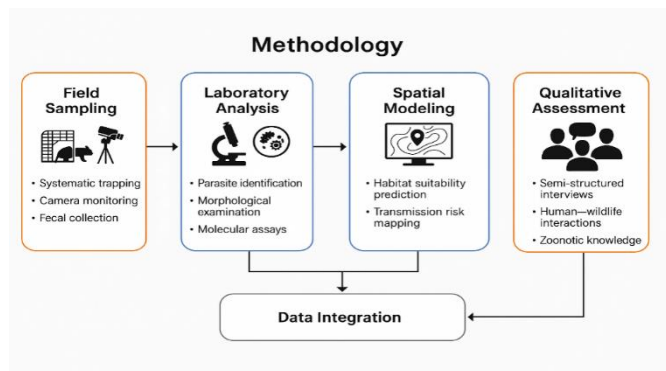 Methodology
Field
Sampling
• Systematic trapping
• Camera monitoring
• Fecal collection
Laboratory
Analysis
• Parasite identification
• Morphological
examination
• Molecular assays
Spatial
Modeling
• Habitat suitability
prediction
• Transmission risk
mapping
Qualitative
Assessment
• Semi-structured
interviews
• Human—wildlife
interactions
• Zoonotic knowledge
Data Integration